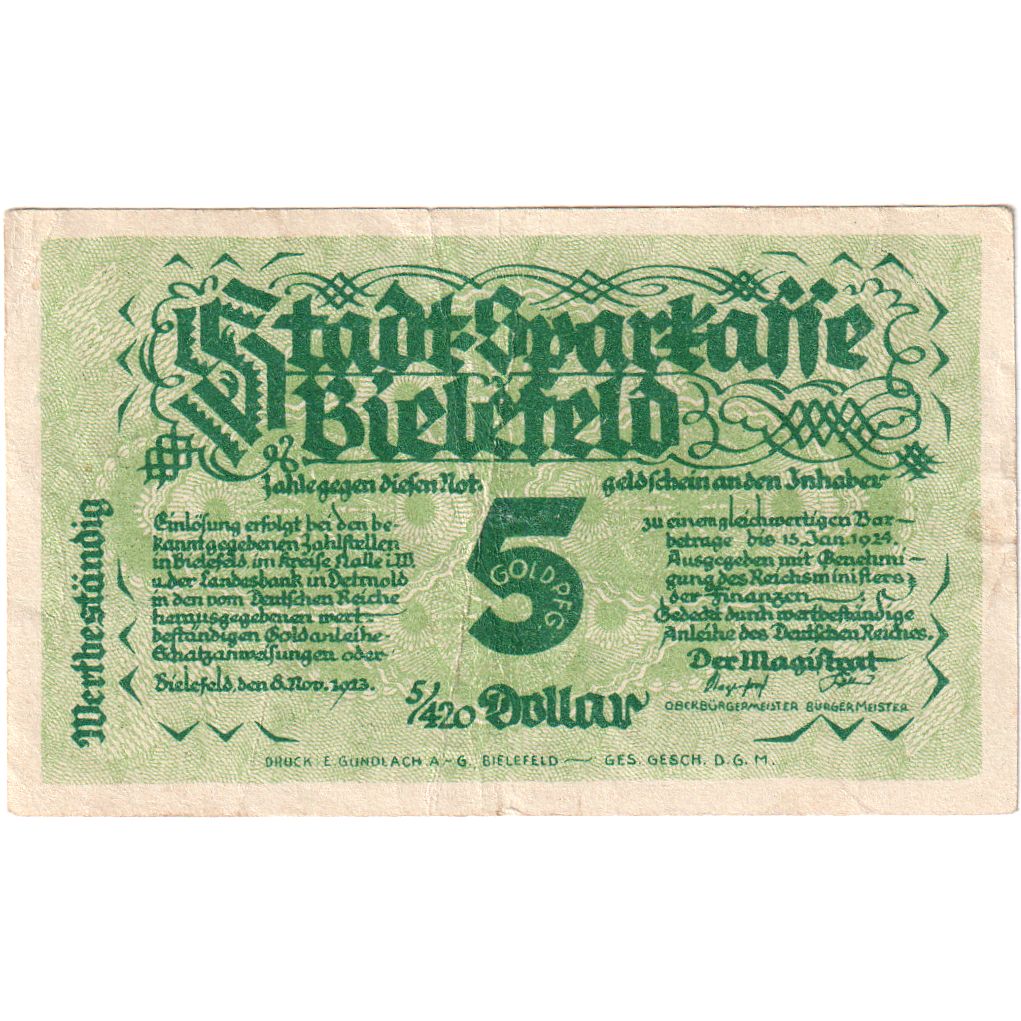 Stadt-Sparkasse
Bielefeld
zahle gegen diesen Not-
geldschein an den Inhaber
Wertbeständig
Einlösung erfolgt bei den be-
kanntgegebenen Zahlstellen
in Bielefeld, im Kreise Halle i.W.
u. der Landesbank in Detmold
in den vom Deutschen Reiche
herausgegebenen wert-
beständigen Goldanleihe-
Schatzanweisungen oder
Bielefeld, den 8. Nov. 1923.
5
GOLD-PFG.
5/420 Dollar
zu einem gleichwertigen Bar-
betrage bis 15. Jan. 1924.
Ausgegeben mit Genehmi-
gung des Reichsministers
der Finanzen
Gedeckt durch wertbeständige
Anleihe des Deutschen Reiches.
Der Magistrat
OBERBÜRGERMEISTER BÜRGERMEISTER
DRUCK: E. GUNDLACH A.-G. BIELEFELD — GES. GESCH. D.G.M.